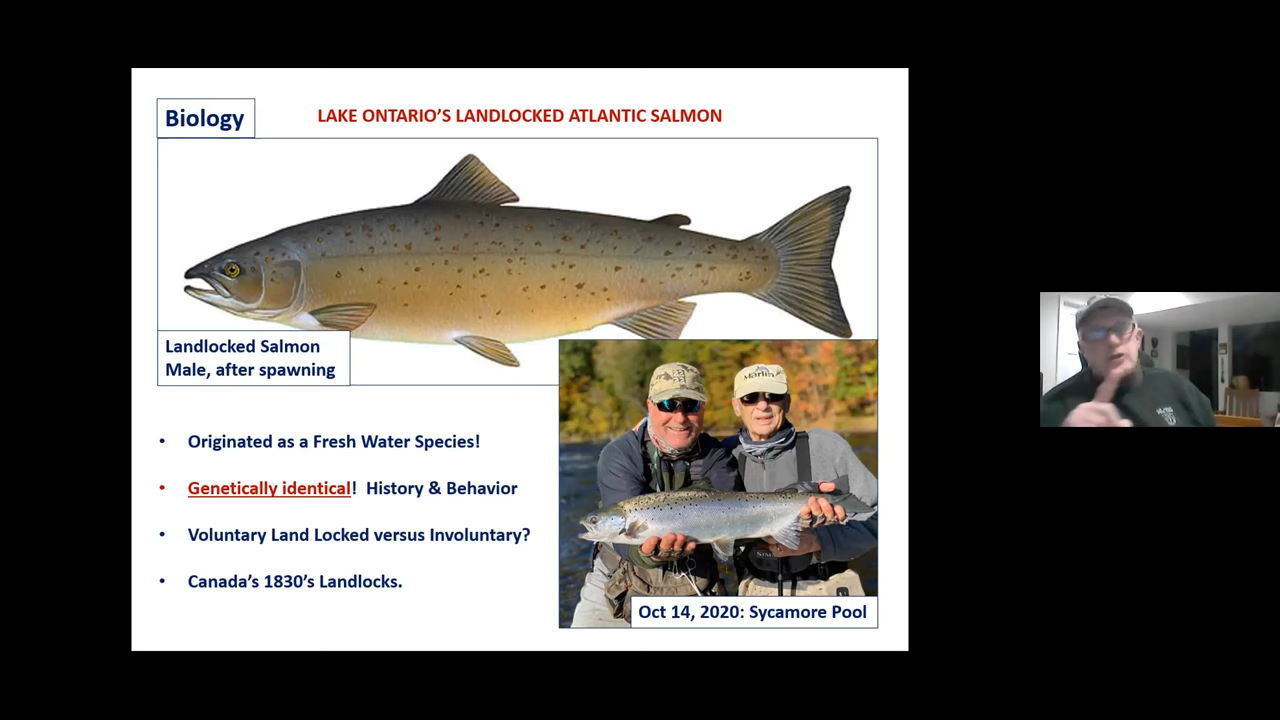 Biology
LAKE ONTARIO'S LANDLOCKED ATLANTIC SALMON
Landlocked Salmon
Male, after spawning
• Originated as a Fresh Water Species!
• Genetically identical! History & Behavior
• Voluntary Land Locked versus Involuntary?
• Canada's 1830's Landlocks.
Marlin
Oct 14, 2020: Sycamore Pool